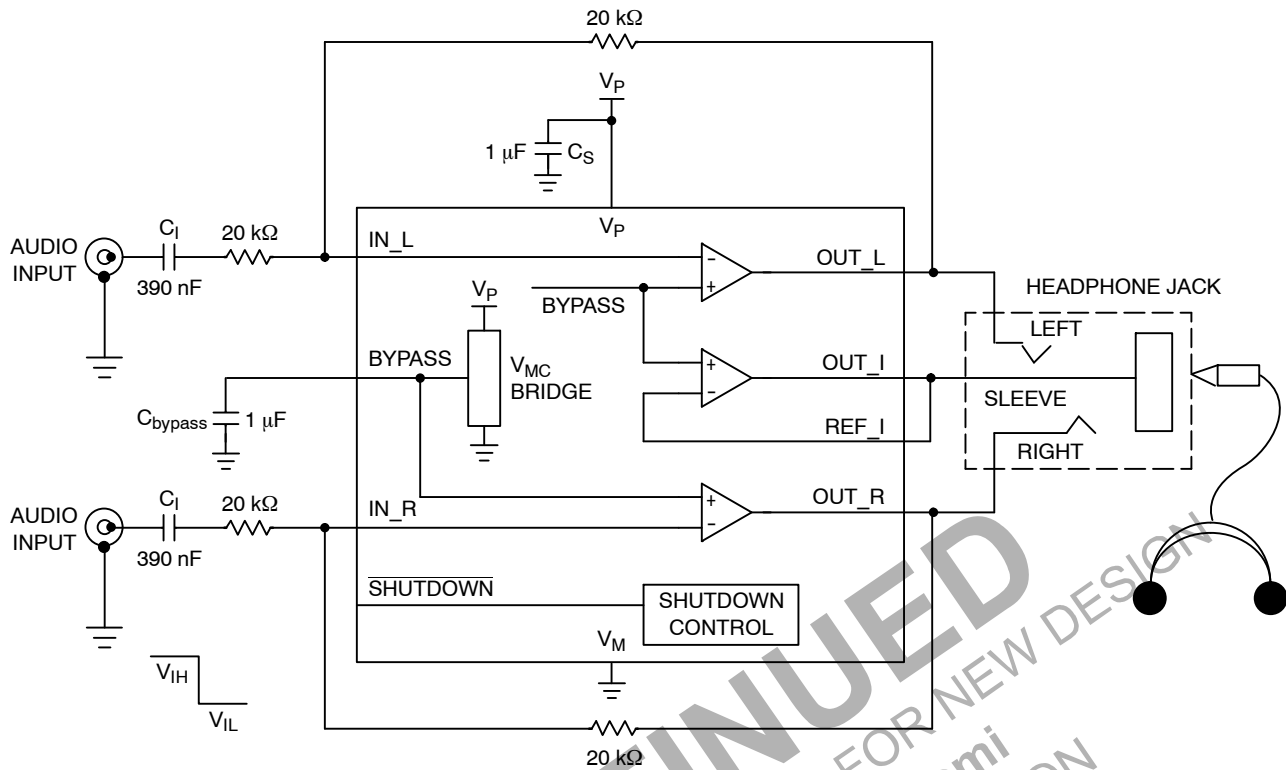 20 kΩ
V_P
1 μF
C_S
V_P
C_I
20 kΩ
AUDIO
INPUT
390 nF
IN_L
OUT_L
HEADPHONE JACK
V_P
BYPASS
LEFT
BYPASS
V_MC
BRIDGE
OUT_I
SLEEVE
C_bypass
1 μF
REF_I
RIGHT
C_I
20 kΩ
AUDIO
INPUT
390 nF
IN_R
OUT_R
SHUTDOWN
SHUTDOWN
CONTROL
V_M
V_IH
V_IL
20 kΩ
TINUED
FOR NEW DESIGN